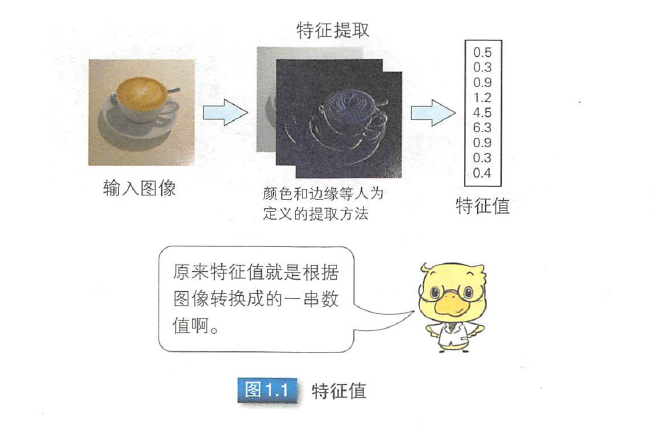 特征提取
0.5
0.3
0.9
1.2
4.5
6.3
0.9
0.3
0.4
输入图像
颜色和边缘等人为
定义的提取方法
特征值
原来特征值就是根据
图像转换成的一串数
值啊。
图1.1 特征值